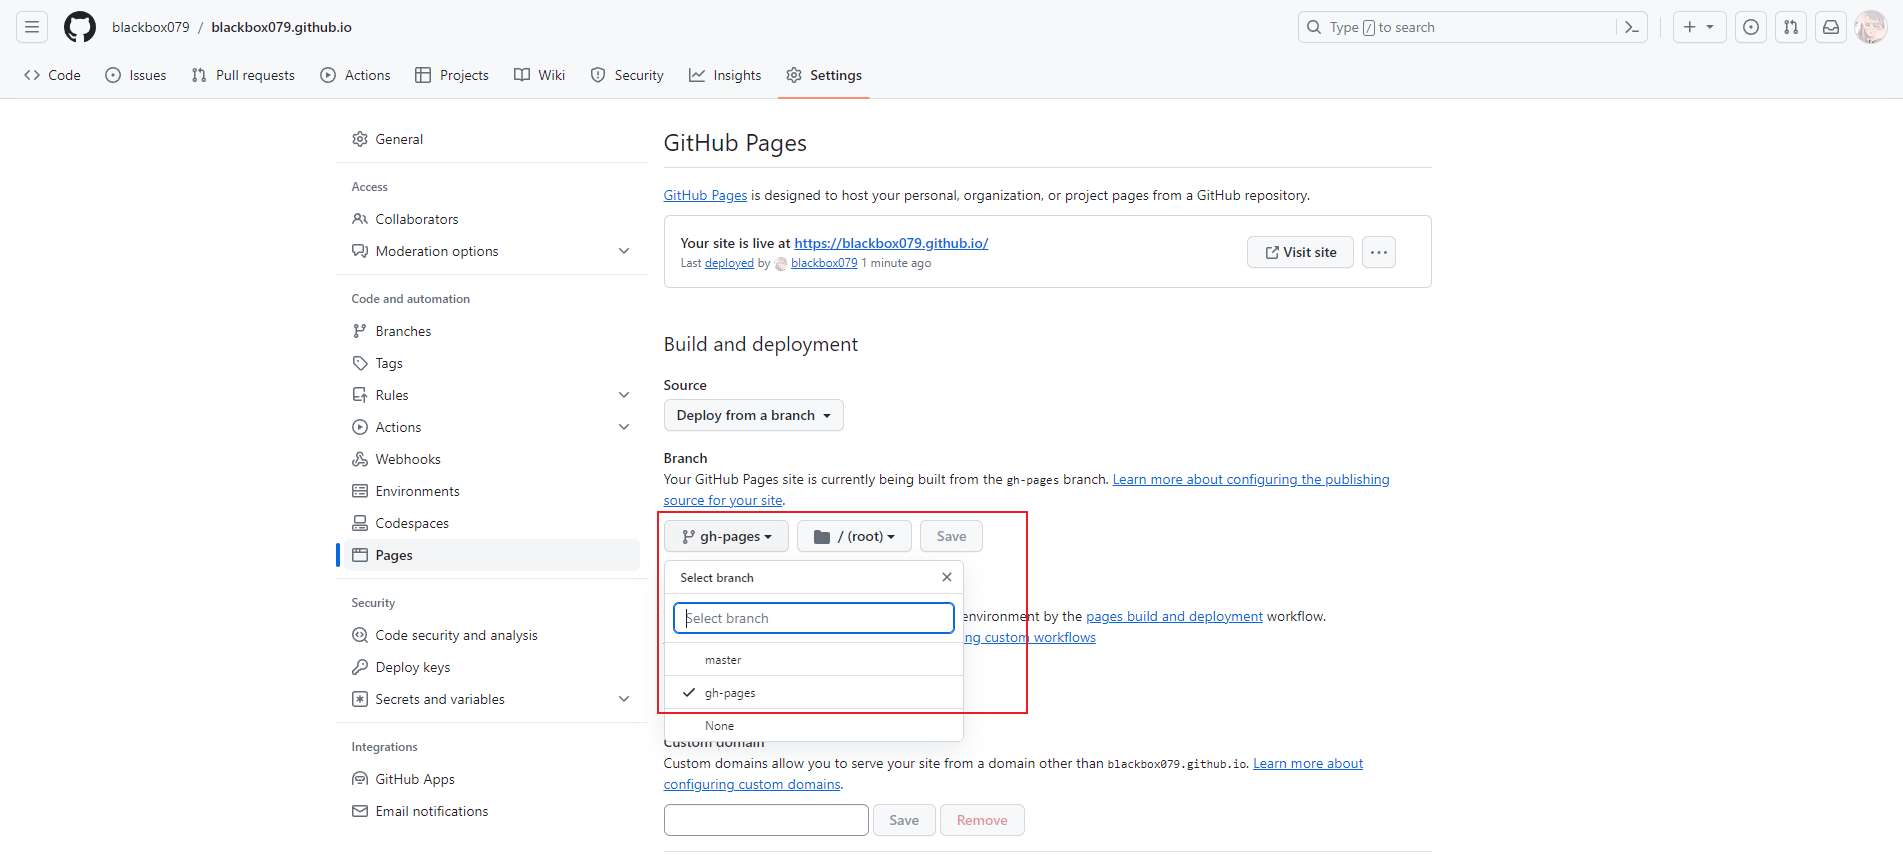 blackbox079 / blackbox079.github.io
Type / to search
Code Issues Pull requests Actions Projects Wiki Security Insights Settings
General
Access
Collaborators
Moderation options
Code and automation
Branches
Tags
Rules
Actions
Webhooks
Environments
Codespaces
Pages
Security
Code security and analysis
Deploy keys
Secrets and variables
Integrations
GitHub Apps
Email notifications
GitHub Pages
GitHub Pages is designed to host your personal, organization, or project pages from a GitHub repository.
Your site is live at https://blackbox079.github.io/
Last deployed by blackbox079 1 minute ago
Visit site
Build and deployment
Source
Deploy from a branch
Branch
Your GitHub Pages site is currently being built from the gh-pages branch. Learn more about configuring the publishing
source for your site.
gh-pages / (root) Save
Select branch
Select branch
master
gh-pages
None
environment by the pages build and deployment workflow.
ng custom workflows
Custom domain
Custom domains allow you to serve your site from a domain other than blackbox079.github.io. Learn more about
configuring custom domains.
Save Remove